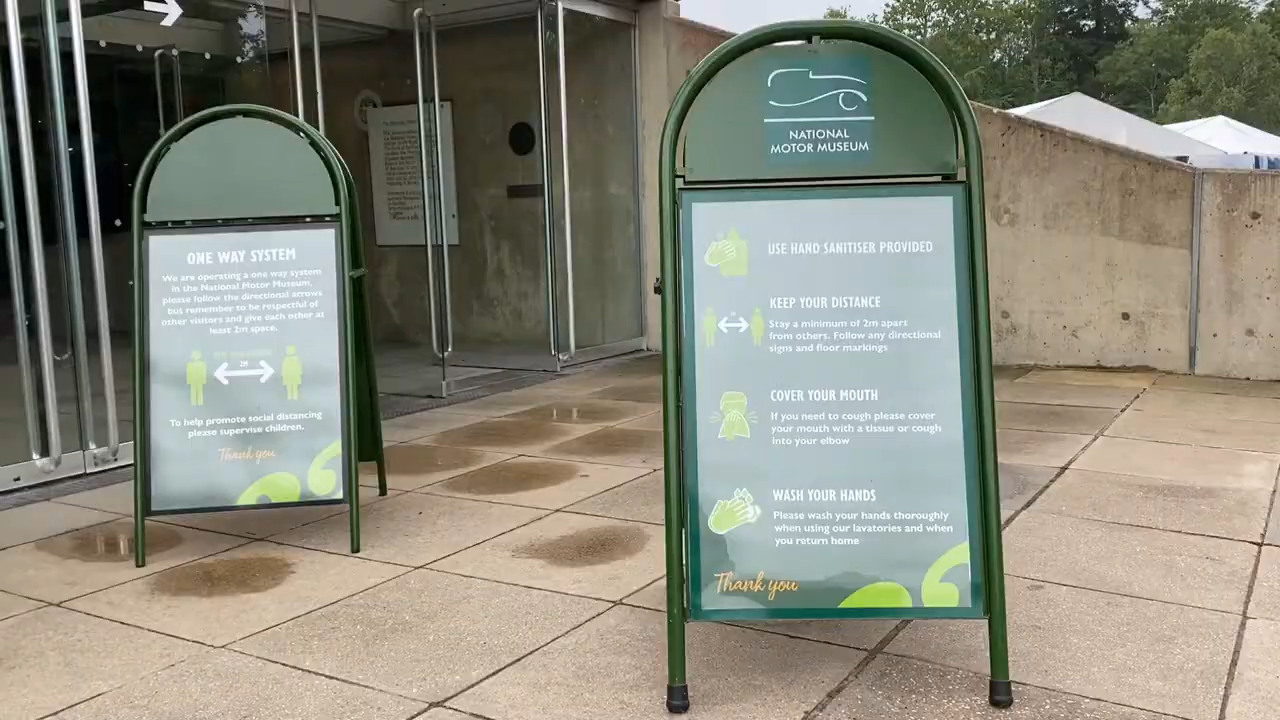 ONE WAY SYSTEM
We are operating a one way system
in the National Motor Museum,
please follow the directional arrows
but remember to be respectful of
other visitors and give each other at
least 2m space.
2M
To help promote social distancing
please supervise children.
Thank you
NATIONAL
MOTOR MUSEUM
USE HAND SANITISER PROVIDED
KEEP YOUR DISTANCE
Stay a minimum of 2m apart
from others. Follow any directional
signs and floor markings
COVER YOUR MOUTH
If you need to cough please cover
your mouth with a tissue or cough
into your elbow
WASH YOUR HANDS
Please wash your hands thoroughly
when using our lavatories and when
you return home
Thank you